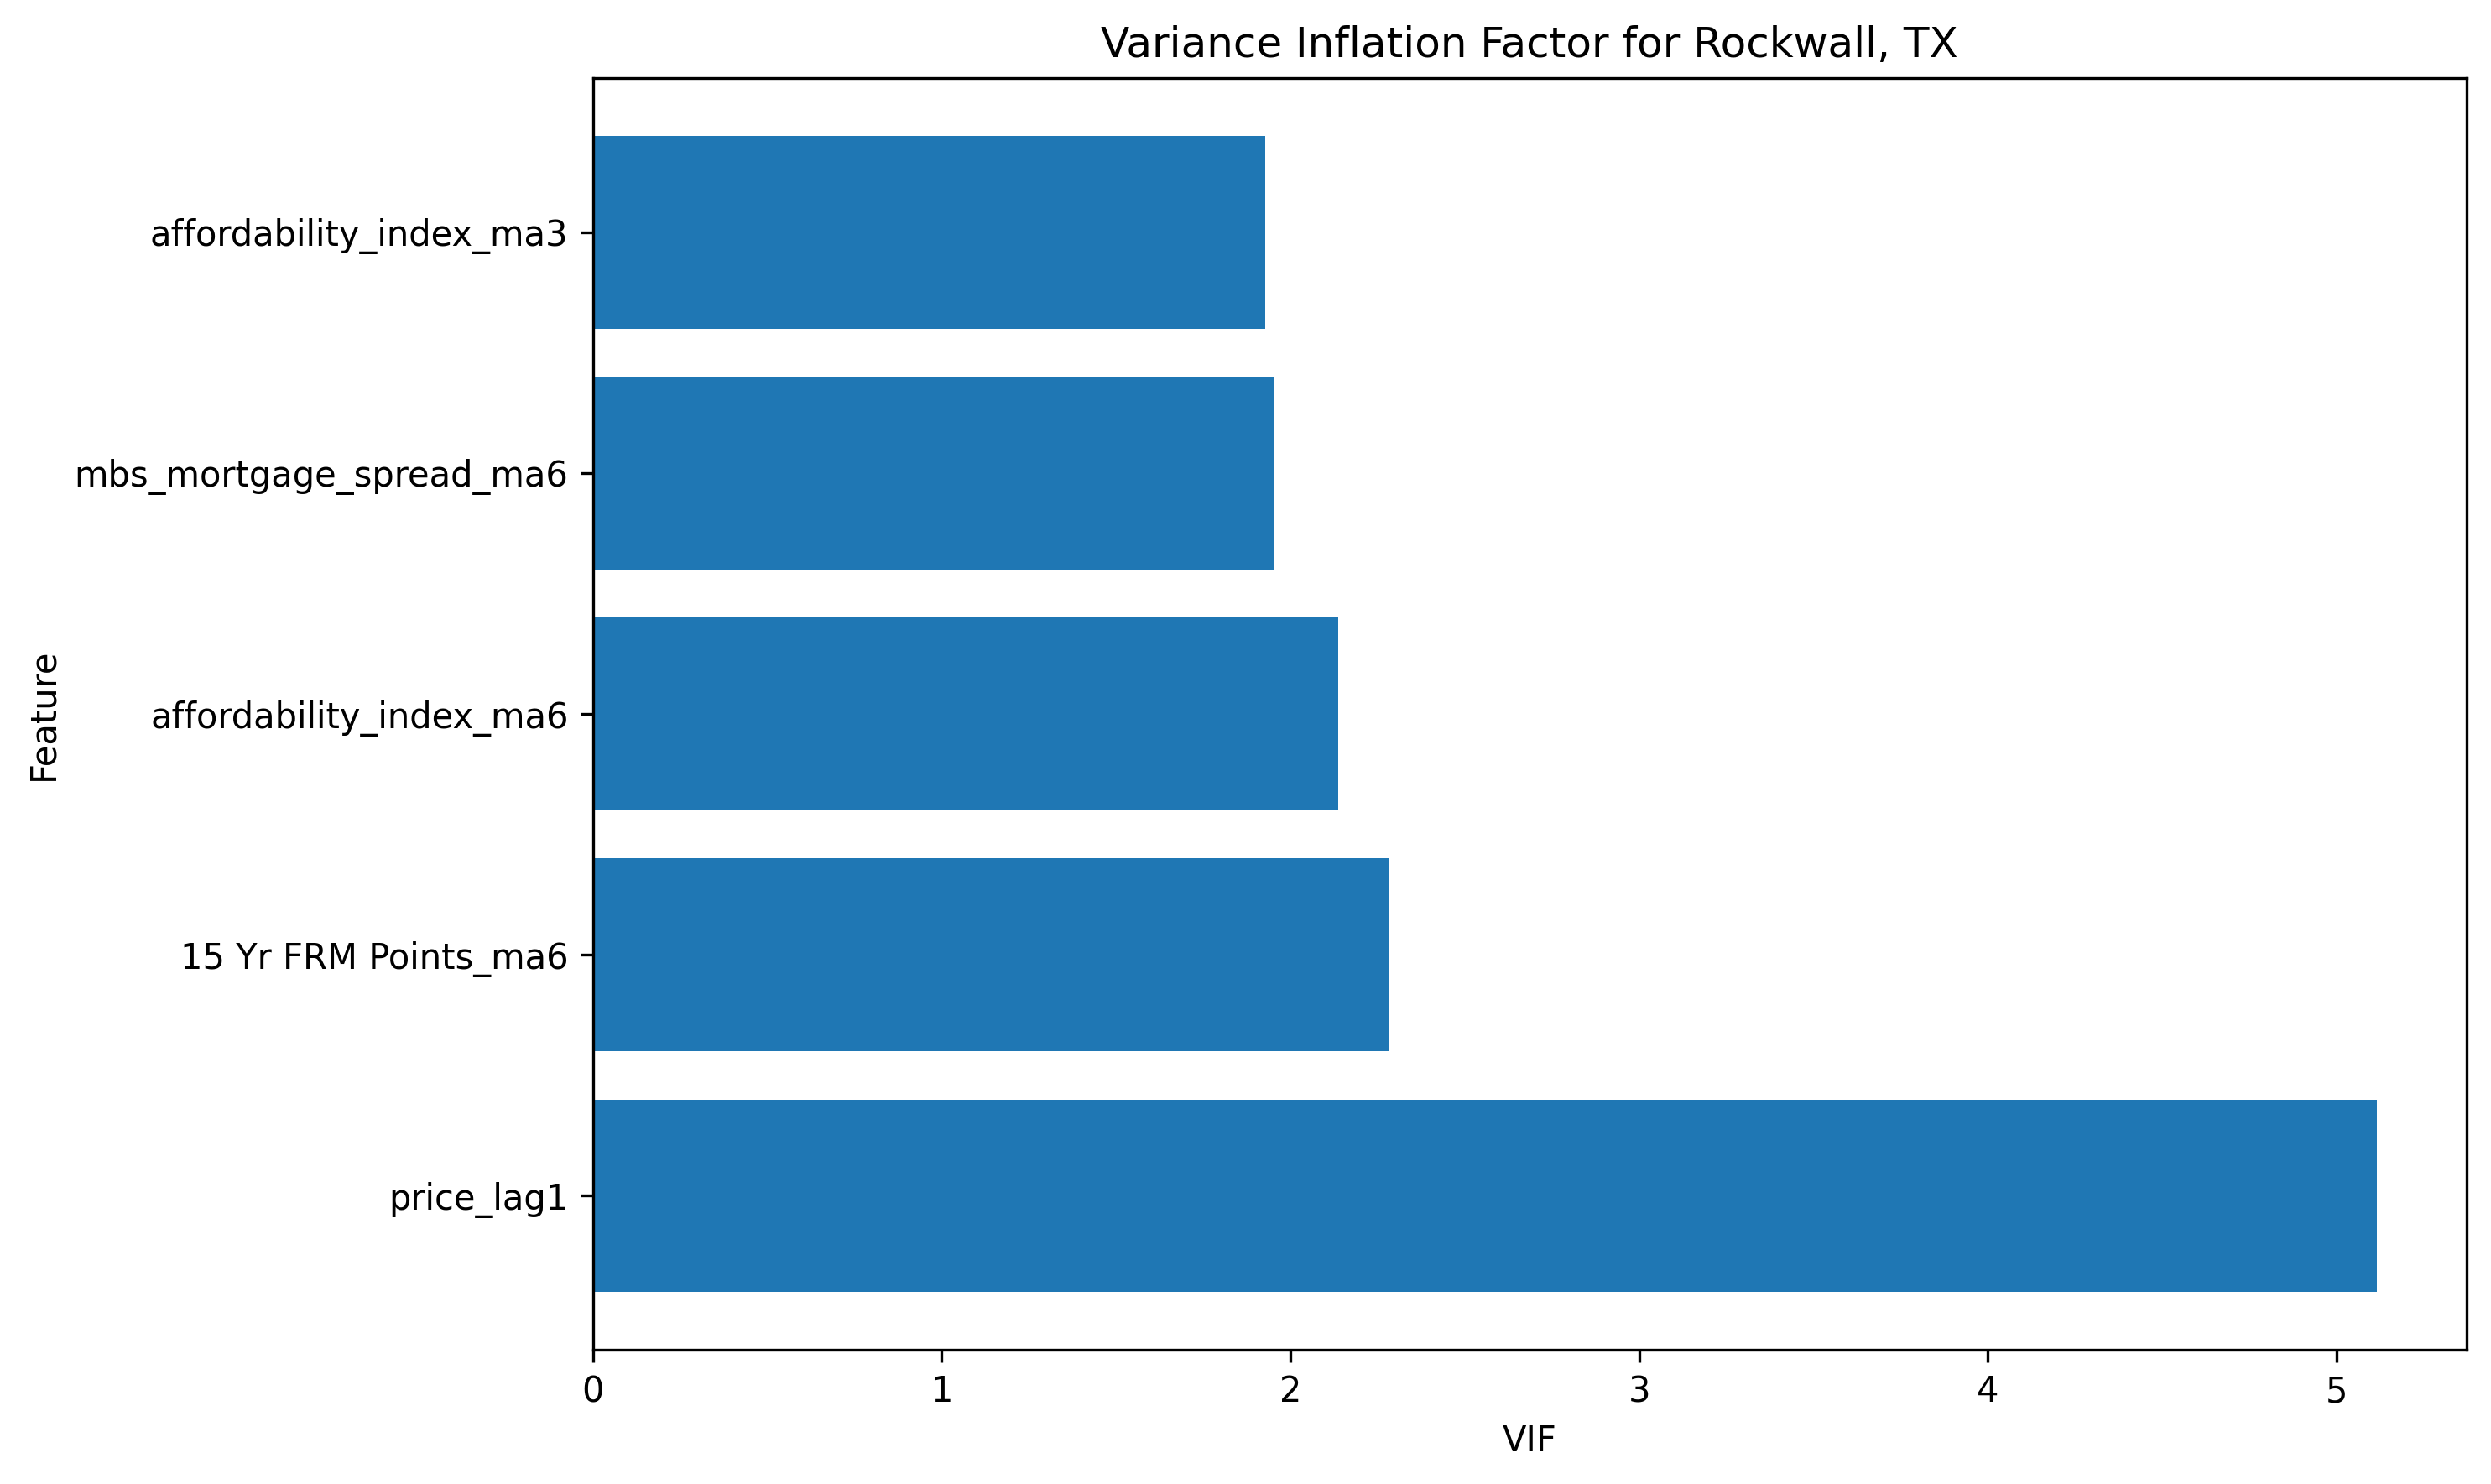 Variance Inflation Factor for Rockwall, TX
affordability_index_ma3
mbs_mortgage_spread_ma6
affordability_index_ma6
15 Yr FRM Points_ma6
price_lag1
Feature
0 1 2 3 4 5
VIF